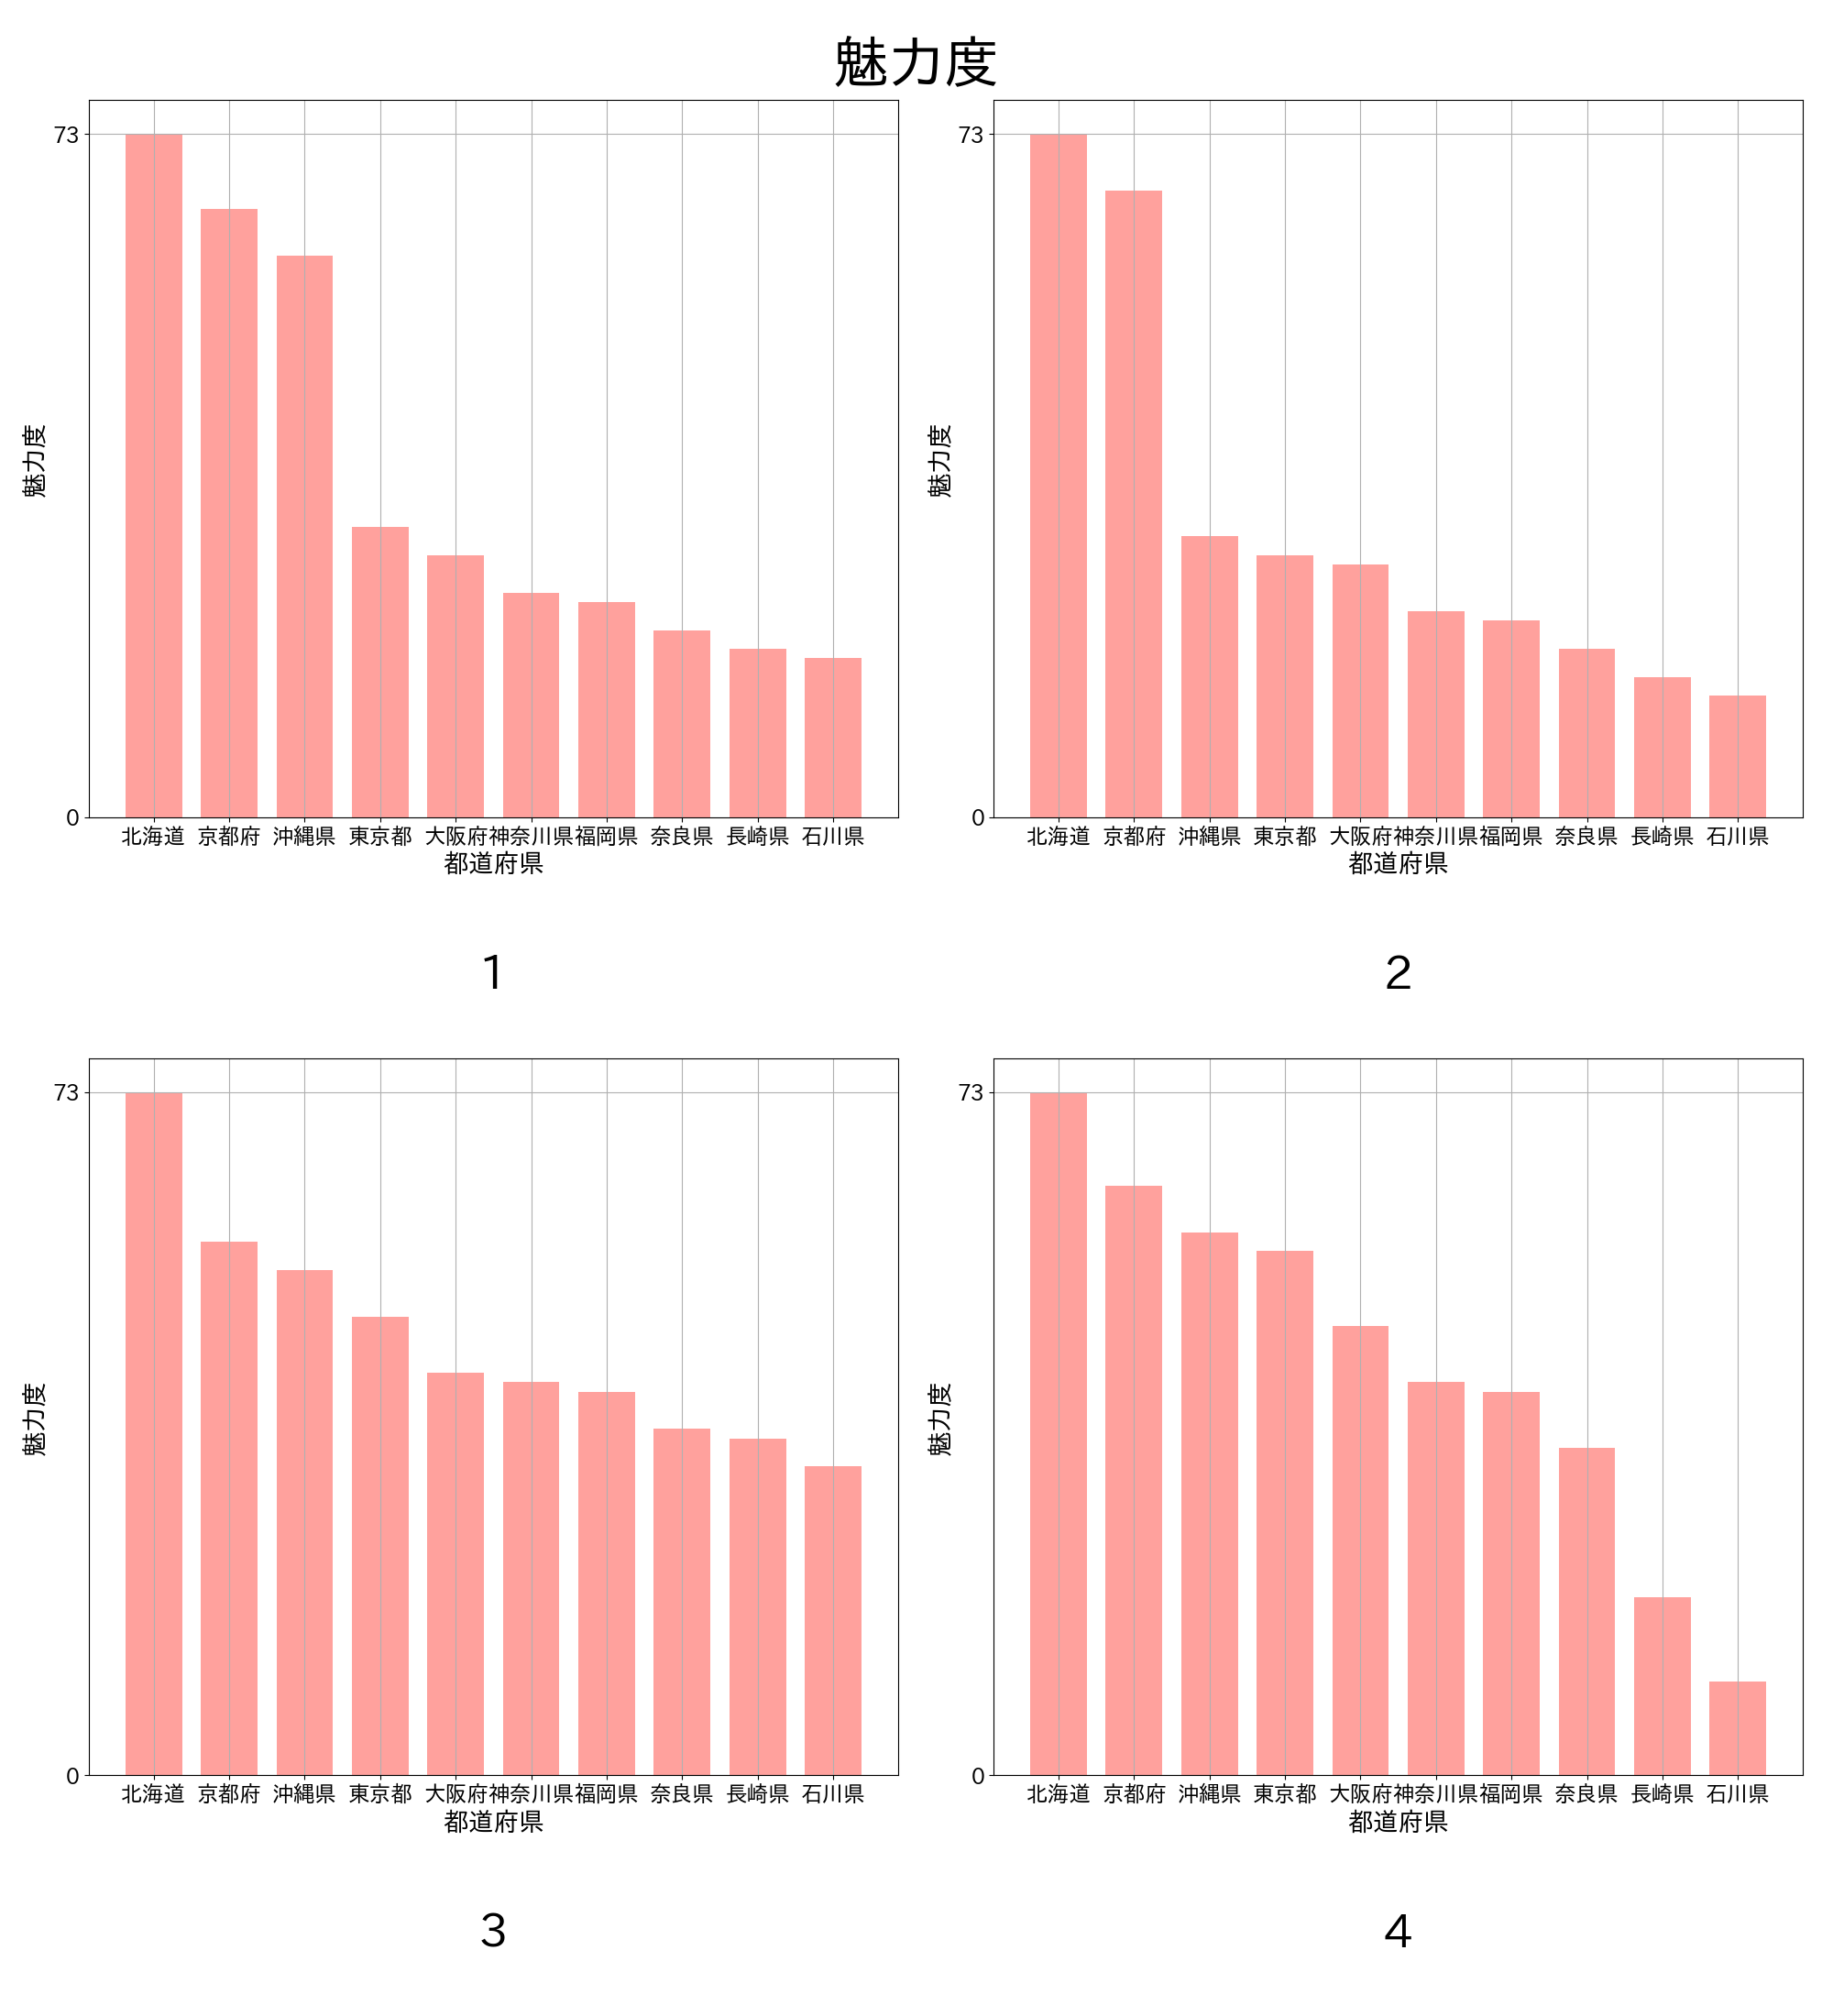 魅力度
73
0
魅力度
北海道 京都府 沖縄県 東京都 大阪府 神奈川県 福岡県 奈良県 長崎県 石川県
都道府県
1
73
0
魅力度
北海道 京都府 沖縄県 東京都 大阪府 神奈川県 福岡県 奈良県 長崎県 石川県
都道府県
2
73
0
魅力度
北海道 京都府 沖縄県 東京都 大阪府 神奈川県 福岡県 奈良県 長崎県 石川県
都道府県
3
73
0
魅力度
北海道 京都府 沖縄県 東京都 大阪府 神奈川県 福岡県 奈良県 長崎県 石川県
都道府県
4